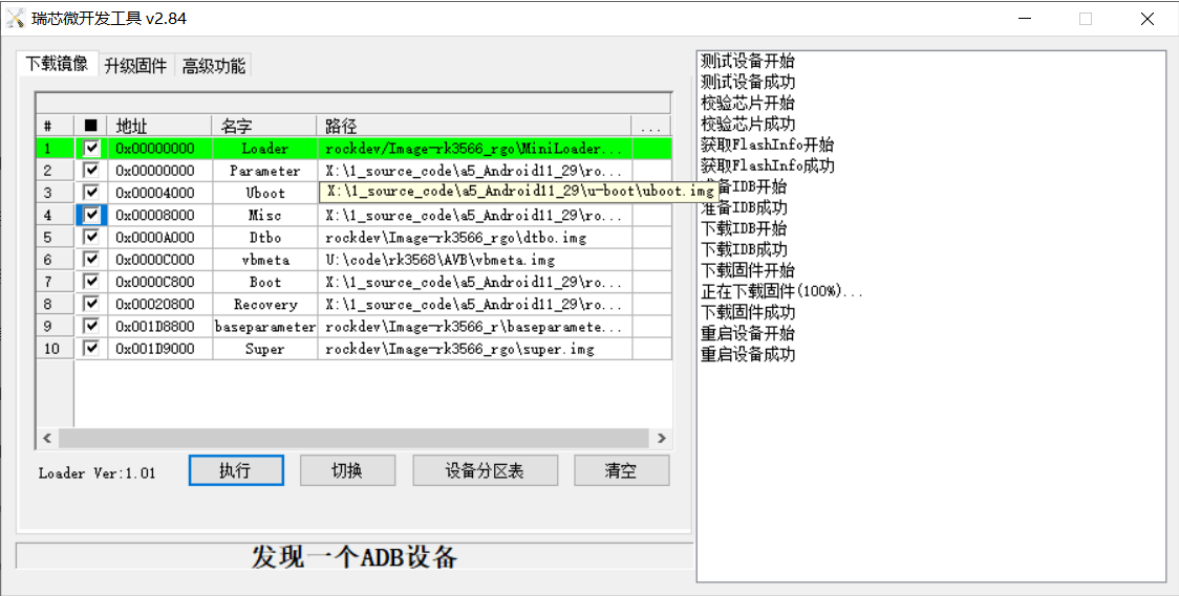 瑞芯微开发工具 v2.84
下载镜像 升级固件 高级功能
# 地址 名字 路径 ...
1 0x00000000 Loader rockdev/Image-rk3566_rgo\MiniLoader...
2 0x00000000 Parameter X:\1_source_code\a5_Android11_29\ro...
3 0x00004000 Uboot X:\1_source_code\a5_Android11_29\u-boot\uboot.img
4 0x00008000 Misc X:\1_source_code\a5_Android11_29\ro...
5 0x0000A000 Dtbo rockdev\Image-rk3566_rgo\dtbo.img
6 0x0000C000 vbmeta U:\code\rk3568\AVB\vbmeta.img
7 0x0000C800 Boot X:\1_source_code\a5_Android11_29\ro...
8 0x00020800 Recovery X:\1_source_code\a5_Android11_29\ro...
9 0x001D8800 baseparameter rockdev\Image-rk3566_r\baseparamete...
10 0x001D9000 Super rockdev\Image-rk3566_rgo\super.img
Loader Ver:1.01 执行 切换 设备分区表 清空
发现一个ADB设备
测试设备开始
测试设备成功
校验芯片开始
校验芯片成功
获取FlashInfo开始
获取FlashInfo成功
备IDB开始
准备IDB成功
下载IDB开始
下载IDB成功
下载固件开始
正在下载固件(100%)...
下载固件成功
重启设备开始
重启设备成功